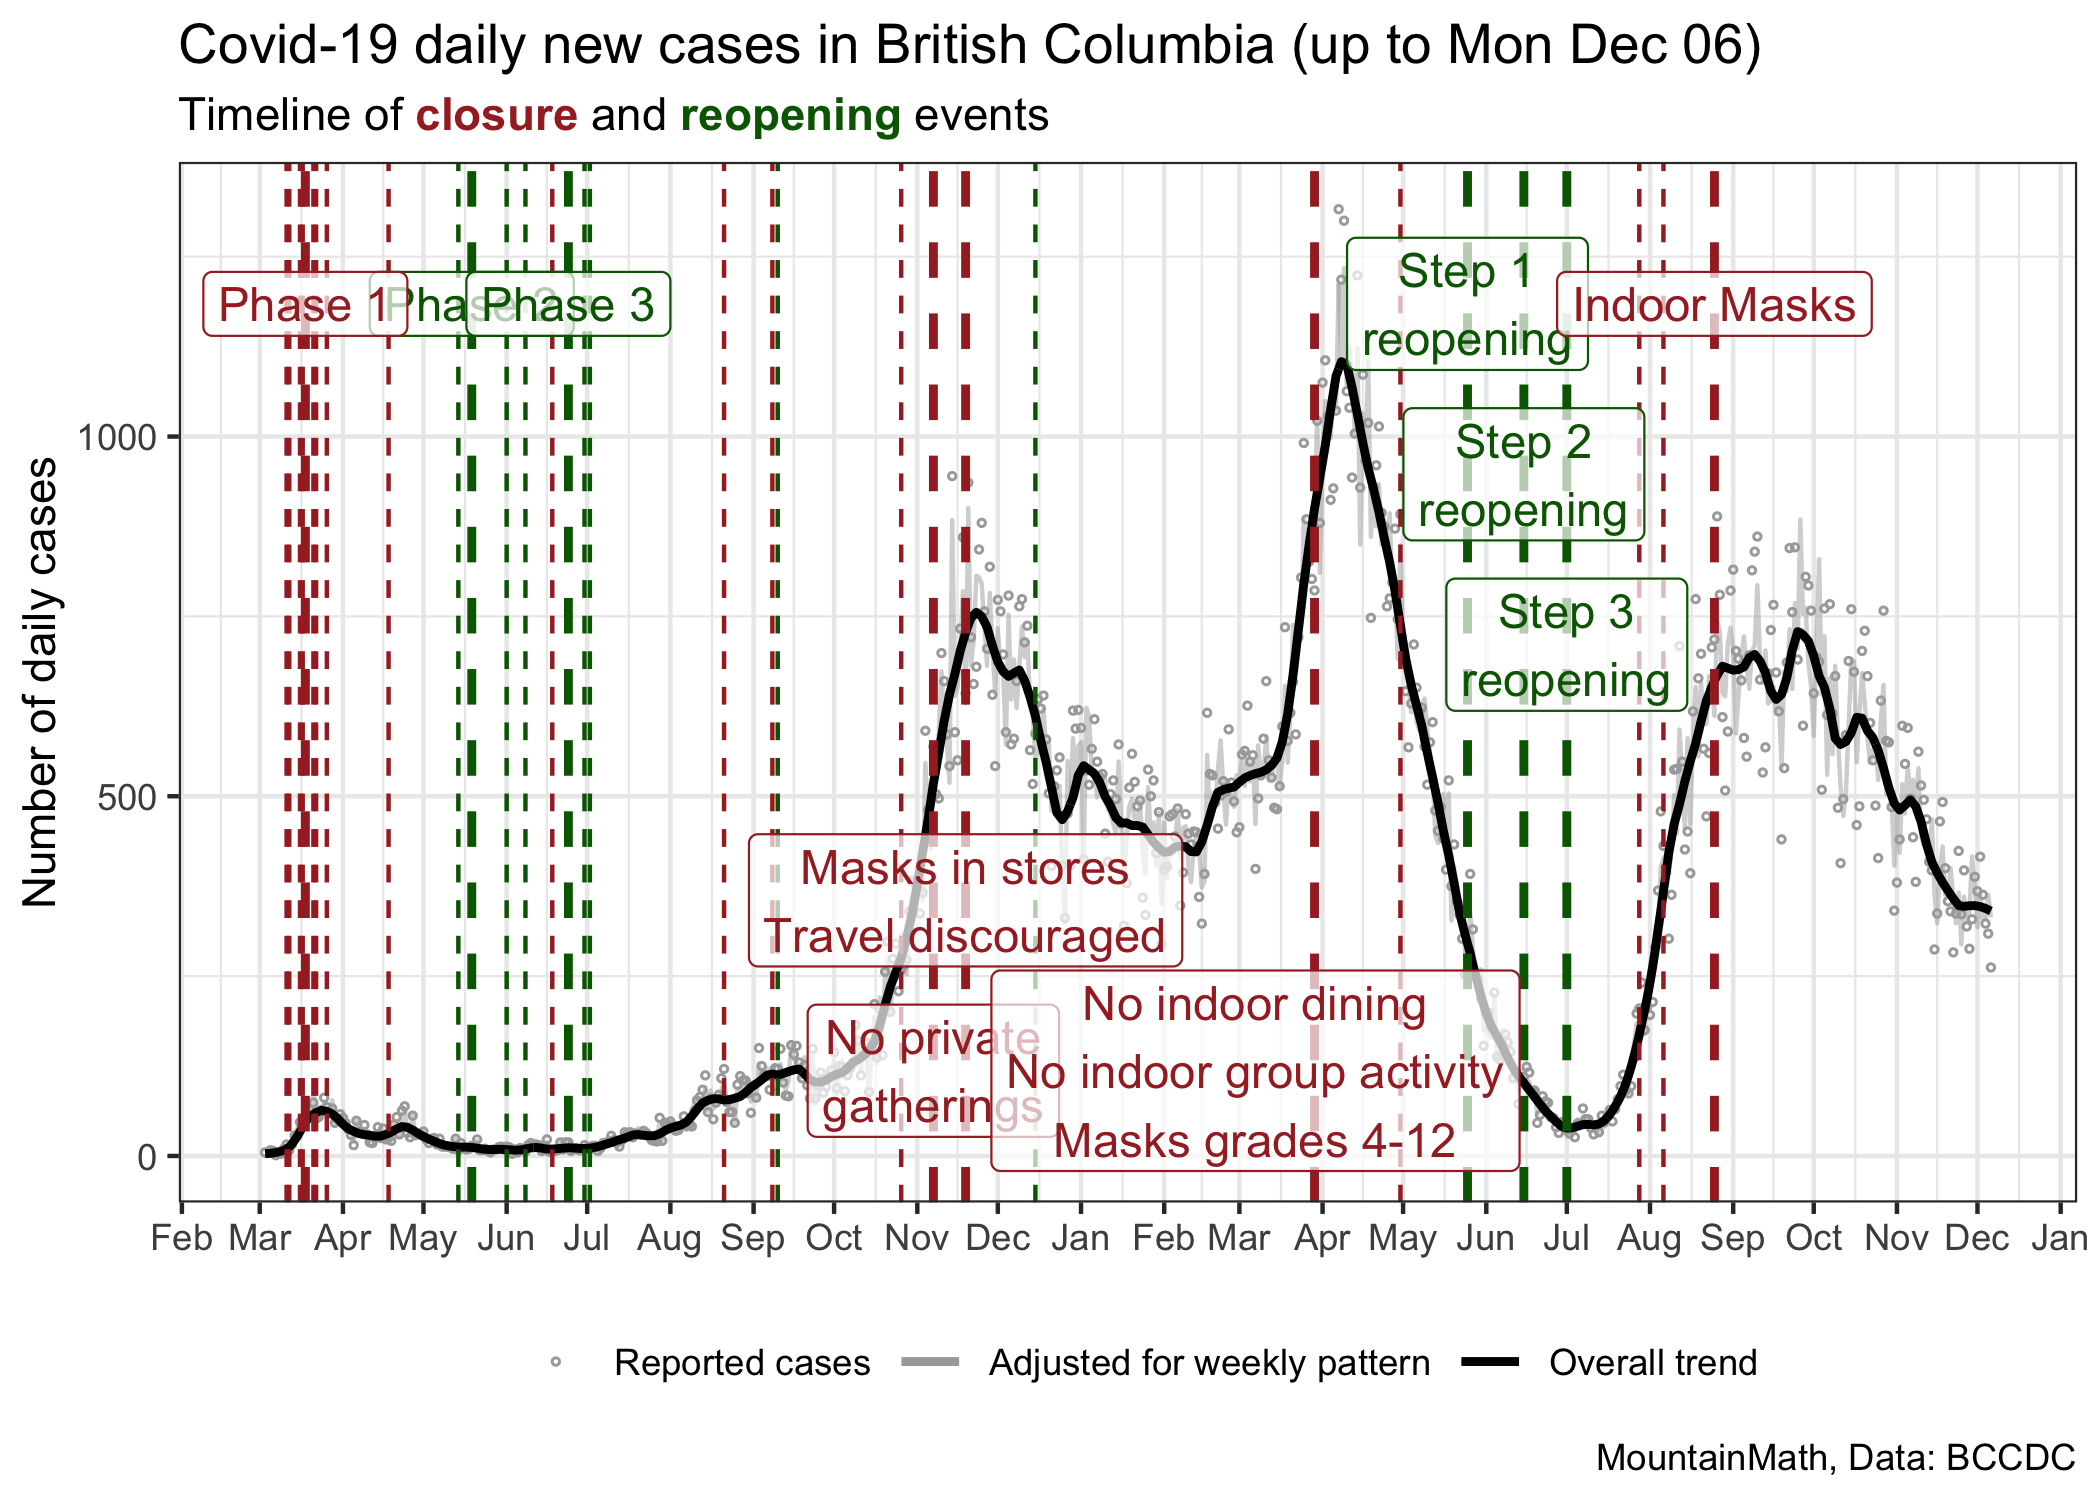 Covid-19 daily new cases in British Columbia (up to Mon Dec 06)
Timeline of closure and reopening events
Number of daily cases
1000
500
0
Phase 1
Phase 2
Phase 3
Step 1
reopening
Indoor Masks
Step 2
reopening
Step 3
reopening
Masks in stores
Travel discouraged
No private
gatherings
No indoor dining
No indoor group activity
Masks grades 4-12
Feb Mar Apr May Jun Jul Aug Sep Oct Nov Dec Jan Feb Mar Apr May Jun Jul Aug Sep Oct Nov Dec Jan
Reported cases Adjusted for weekly pattern Overall trend
MountainMath, Data: BCCDC